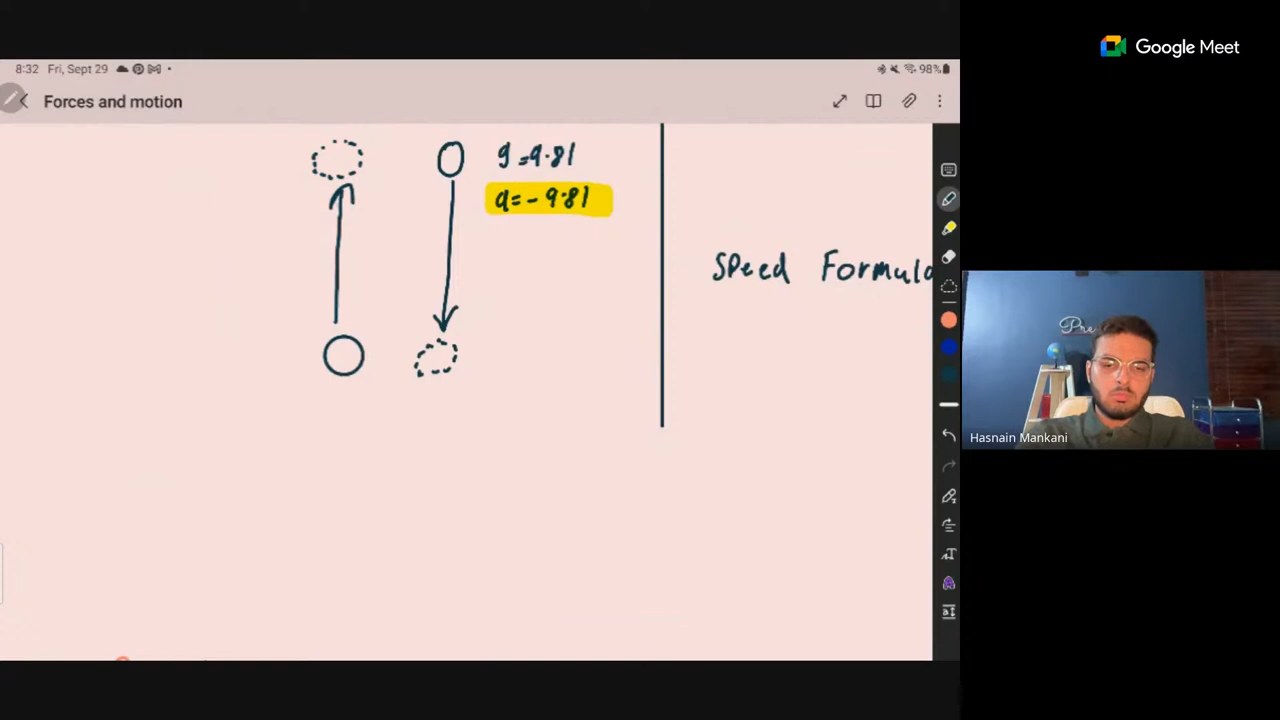 Google Meet
8:32 Fri, Sept 29
98%
Forces and motion
g = 9.81
a = - 9.81
Speed Formula
Pre
Hasnain Mankani